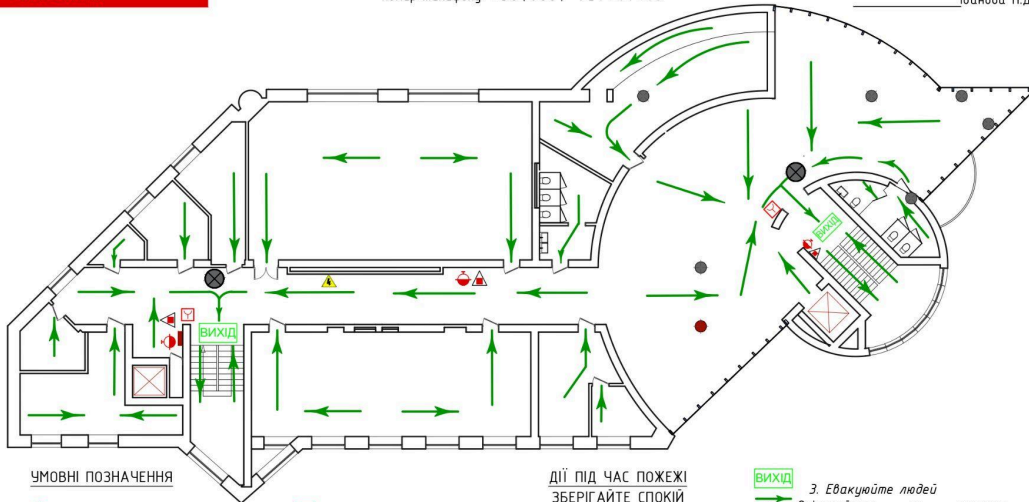 ВИХІД
ВИХІД
УМОВНІ ПОЗНАЧЕННЯ
ДІЇ ПІД ЧАС ПОЖЕЖІ
ЗБЕРІГАЙТЕ СПОКІЙ
ВИХІД
3. Евакуюйте людей